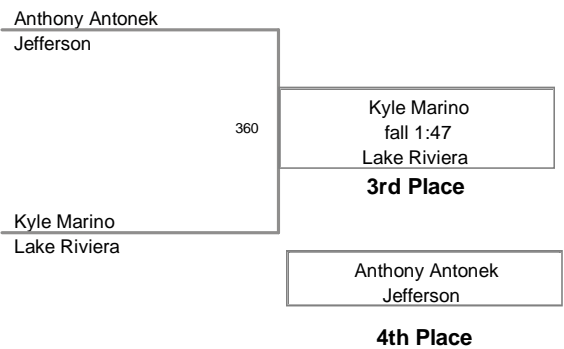 Anthony Antonek
Jefferson
360
Kyle Marino
fall 1:47
Lake Riviera
3rd Place
Kyle Marino
Lake Riviera
Anthony Antonek
Jefferson
4th Place